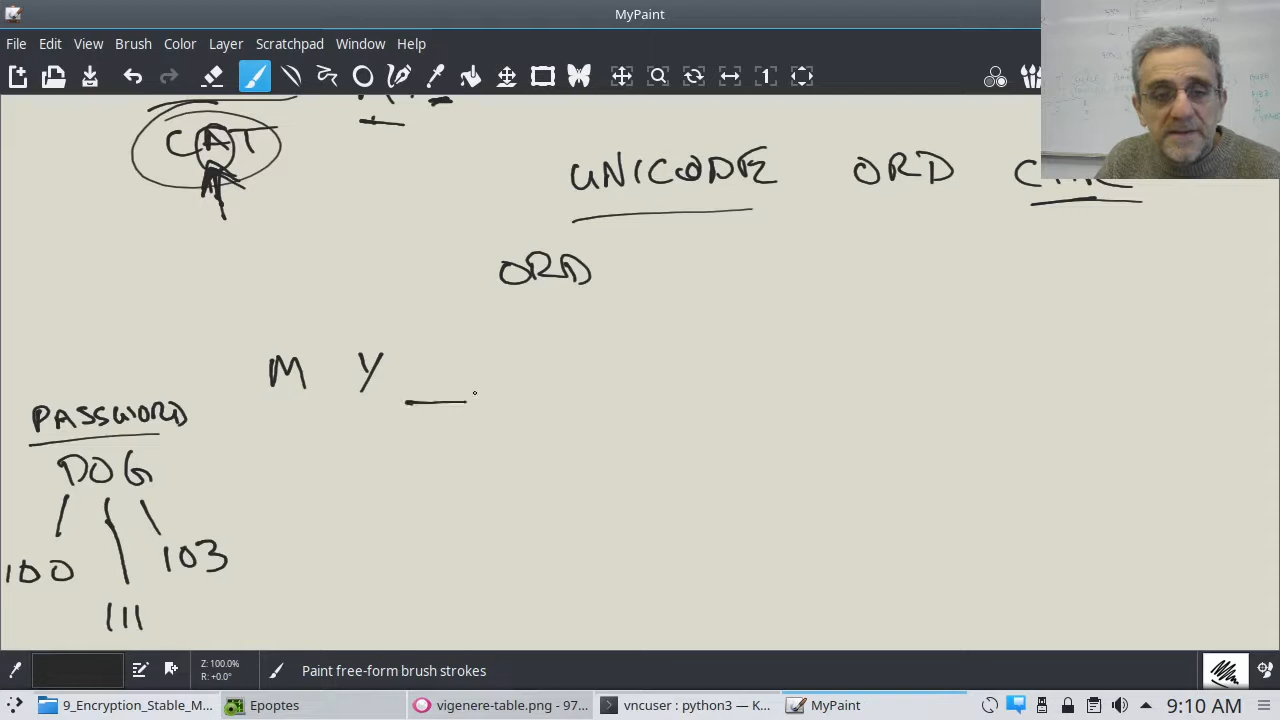 MyPaint
File Edit View Brush Color Layer Scratchpad Window Help
CAT
UNICODE ORD
ORD
M Y
PASSWORD
DOG
100 111 103
Z: 100.0%
R: +0.0°
Paint free-form brush strokes
9_Encryption_Stable_M... Epoptes vigenere-table.png - 37... vncuser : python3 — K... MyPaint 9:10 AM